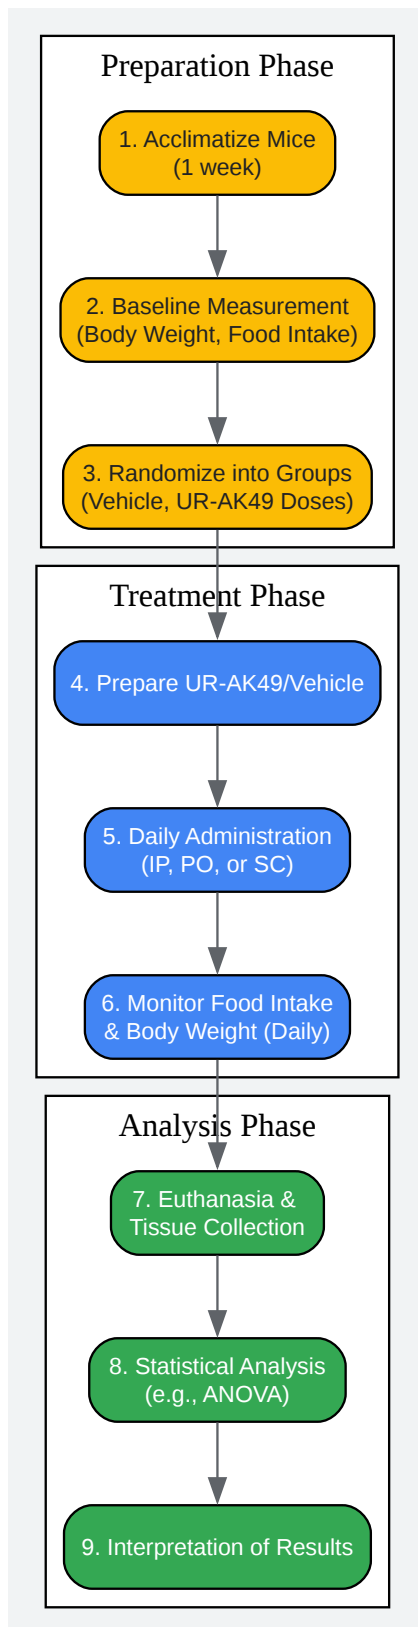 Preparation Phase
1. Acclimatize Mice
(1 week)
2. Baseline Measurement
(Body Weight, Food Intake)
3. Randomize into Groups
(Vehicle, UR-AK49 Doses)
Treatment Phase
4. Prepare UR-AK49/Vehicle
5. Daily Administration
(IP, PO, or SC)
6. Monitor Food Intake
& Body Weight (Daily)
Analysis Phase
7. Euthanasia &
Tissue Collection
8. Statistical Analysis
(e.g., ANOVA)
9. Interpretation of Results